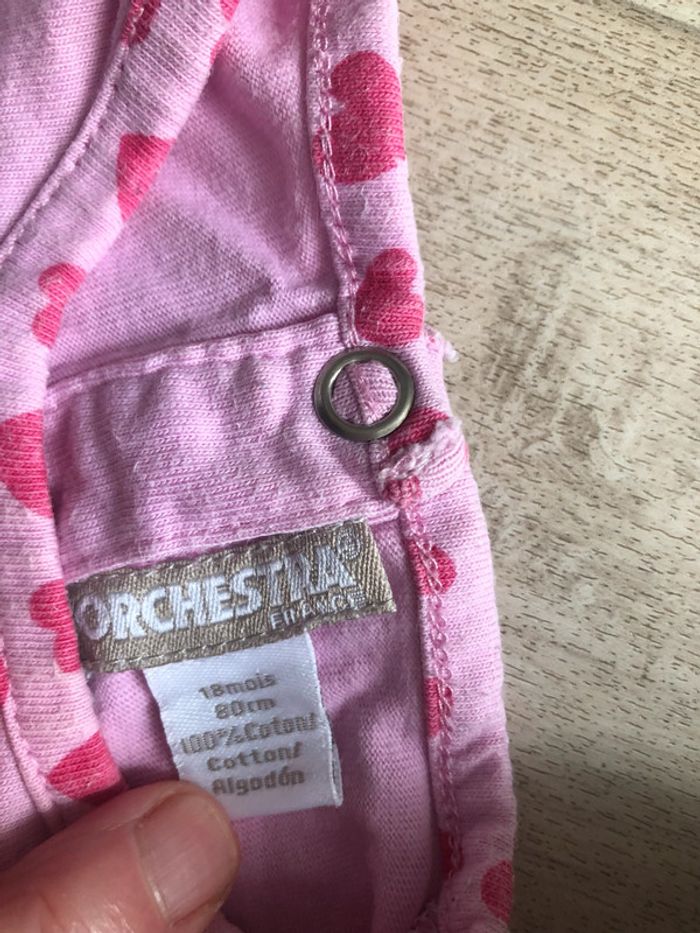 ORCHESTRA®
FRANCE
18mois
80cm
100%Coton/
Cotton/
Algodón